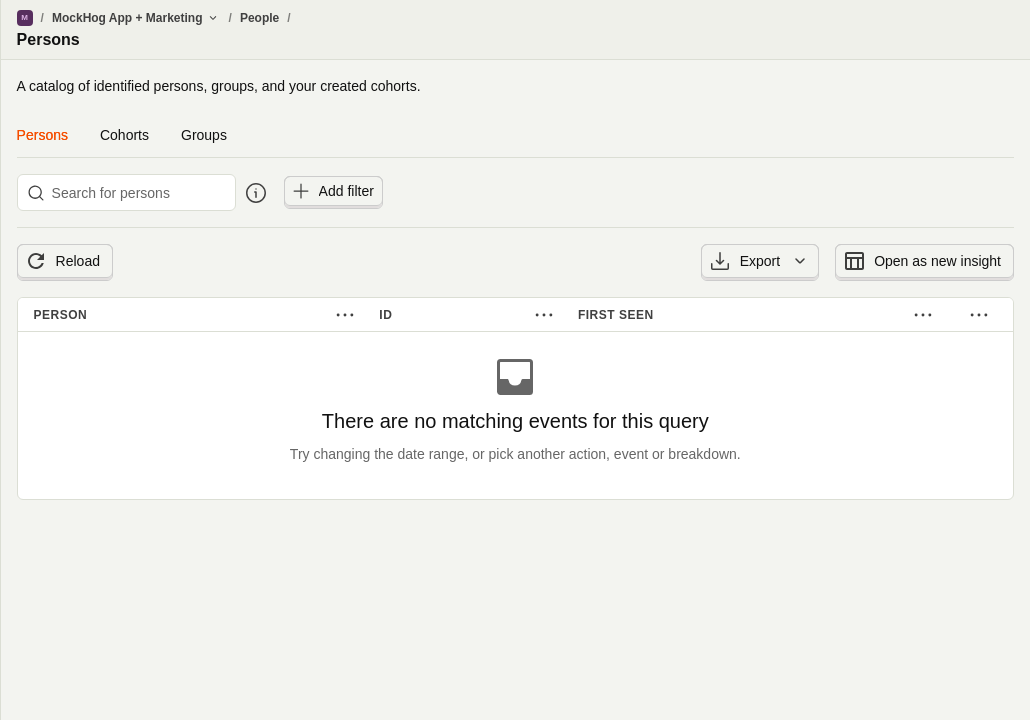 M / MockHog App + Marketing / People /
Persons
A catalog of identified persons, groups, and your created cohorts.
Persons Cohorts Groups
Search for persons Add filter
Reload Export Open as new insight
PERSON ID FIRST SEEN
There are no matching events for this query
Try changing the date range, or pick another action, event or breakdown.